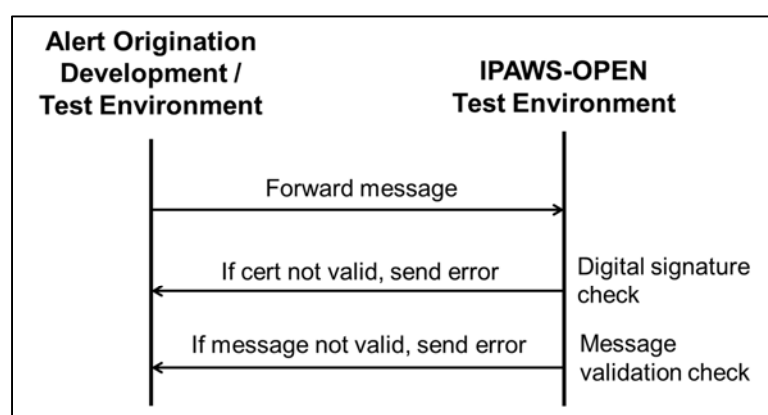 Alert Origination
Development /
Test Environment
IPAWS-OPEN
Test Environment
Forward message
If cert not valid, send error
Digital signature
check
If message not valid, send error
Message
validation check